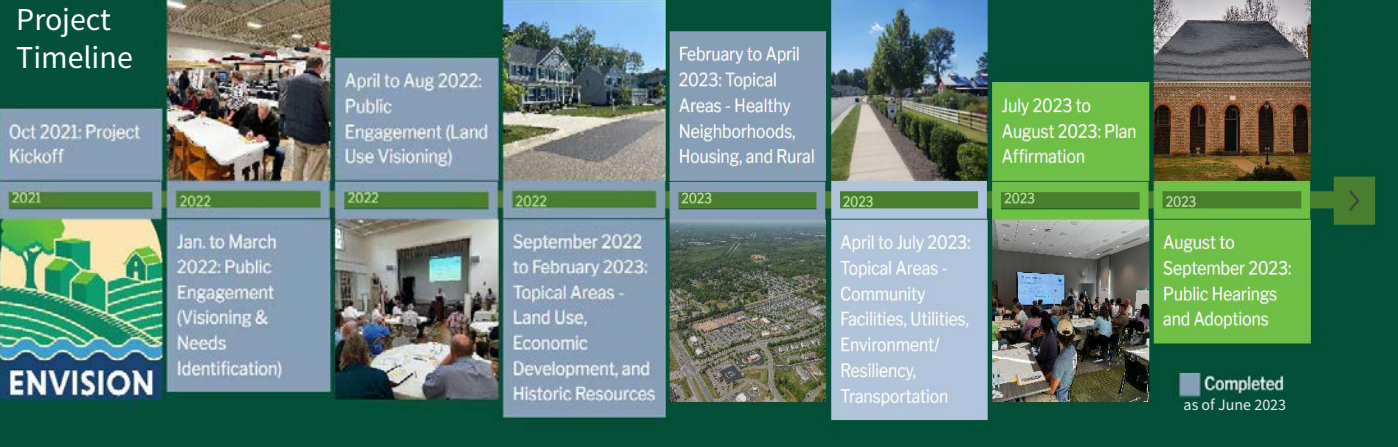 Project
Timeline
Oct 2021: Project
Kickoff
2021
ENVISION
2022
Jan. to March
2022: Public
Engagement
(Visioning &
Needs
Identification)
April to Aug 2022:
Public
Engagement (Land
Use Visioning)
2022
2022
September 2022
to February 2023:
Topical Areas -
Land Use,
Economic
Development, and
Historic Resources
February to April
2023: Topical
Areas - Healthy
Neighborhoods,
Housing, and Rural
2023
2023
April to July 2023:
Topical Areas -
Community
Facilities, Utilities,
Environment/
Resiliency,
Transportation
July 2023 to
August 2023: Plan
Affirmation
2023
2023
August to
September 2023:
Public Hearings
and Adoptions
Completed
as of June 2023